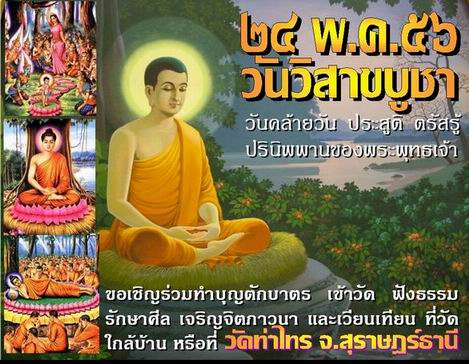 ๒๔ พ.ค.๕๖
วันวิสาขบูชา
วันคล้ายวัน ประสูติ ตรัสรู้
ปรินิพพานของพระพุทธเจ้า
ขอเชิญร่วมทำบุญตักบาตร เข้าวัด ฟังธรรม
รักษาศีล เจริญจิตภาวนา และเวียนเทียน ที่วัด
ใกล้บ้าน หรือที่ วัดท่าไทร จ.สุราษฎร์ธานี